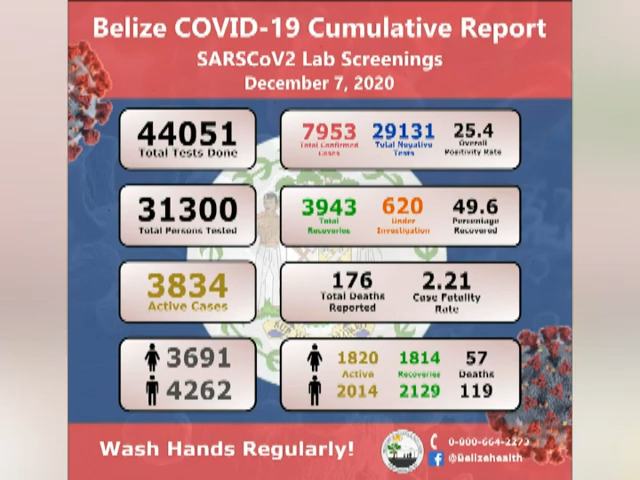 Belize COVID-19 Cumulative Report
SARSCoV2 Lab Screenings
December 7, 2020
44051
Total Tests Done
7953 29131 25.4
Total Confirmed Cases
Total Negative Tests
Overall Positivity Rate
31300
Total Persons Tested
3943 620 49.6
Total Recoveries
Under Investigation
Percentage Recovered
3834
Active Cases
176 2.21
Total Deaths Reported
Case Fatality Rate
3691
4262
1820 1814 57
Active Recoveries Deaths
2014 2129 119
Wash Hands Regularly!
0-800-664-2273
@Belizehealth